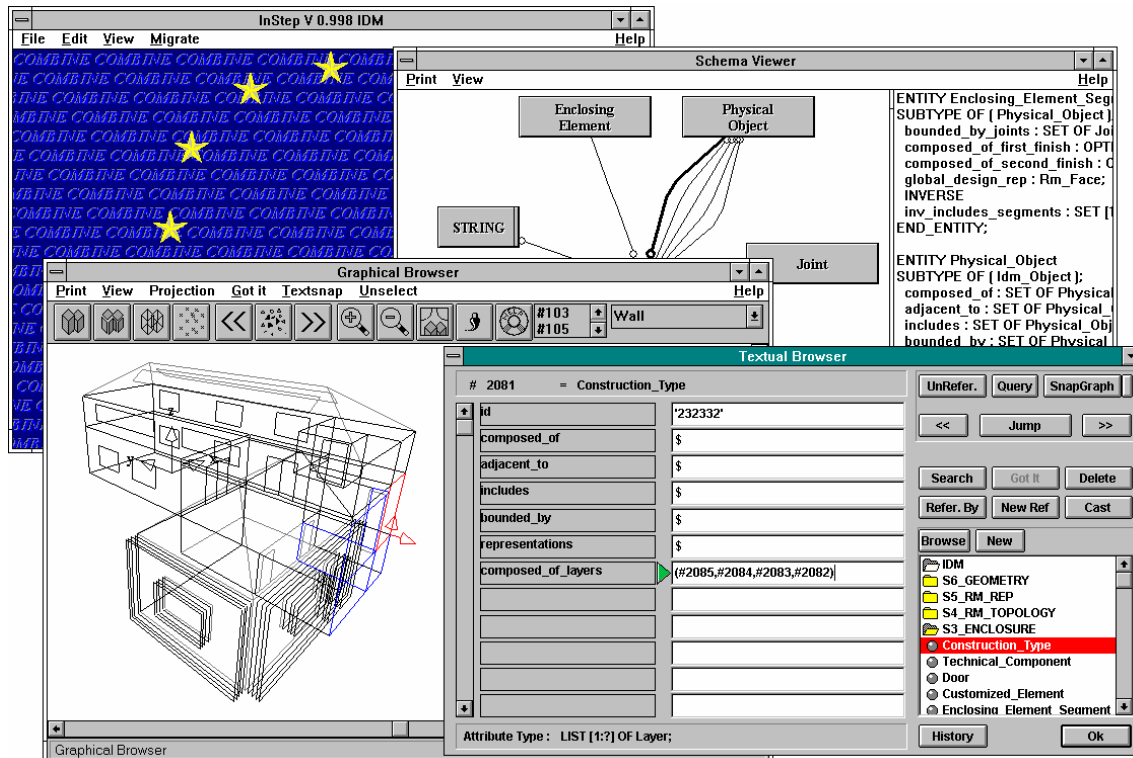 InStep V 0.998 IDM
File Edit View Migrate Help
COMBINE COMBINE COMBINE COMBINE
Schema Viewer
Print View Help
Enclosing
Element
Physical
Object
STRING
Joint
ENTITY Enclosing_Element_Seg
SUBTYPE OF ( Physical_Object )
bounded_by_joints : SET OF Joi
composed_of_first_finish : OPT
composed_of_second_finish : O
global_design_rep : Rm_Face;
INVERSE
inv_includes_segments : SET [1
END_ENTITY;
ENTITY Physical_Object
SUBTYPE OF ( Idm_Object );
composed_of : SET OF Physical
adjacent_to : SET OF Physical_
includes : SET OF Physical_Obj
bounded_by : SET OF Physical
Graphical Browser
Print View Projection Got it Textsnap Unselect Help
#103
#105
Wall
z
y
x
Graphical Browser
Textual Browser
# 2081 = Construction_Type
id '232332'
composed_of $
adjacent_to $
includes $
bounded_by $
representations $
composed_of_layers (#2085,#2084,#2083,#2082)
Attribute Type : LIST [1:?] OF Layer;
UnRefer. Query SnapGraph
<< Jump >>
Search Got It Delete
Refer. By New Ref Cast
Browse New
IDM
S6_GEOMETRY
S5_RM_REP
S4_RM_TOPOLOGY
S3_ENCLOSURE
Construction_Type
Technical_Component
Door
Customized_Element
Enclosing_Element_Segment
History Ok